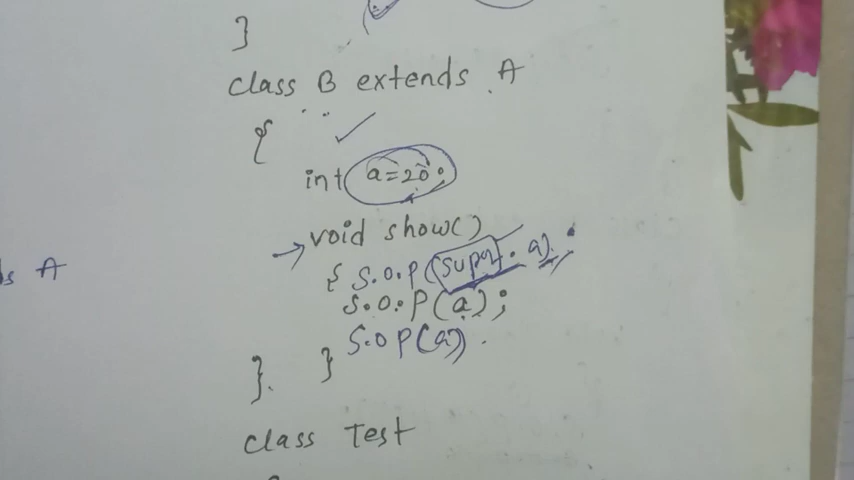 }
class B extends A
{
int a=20;
void show()
{ S.o.p(super.a);
s A
S.o.p(a);
S.o p(a).
}. }
class Test